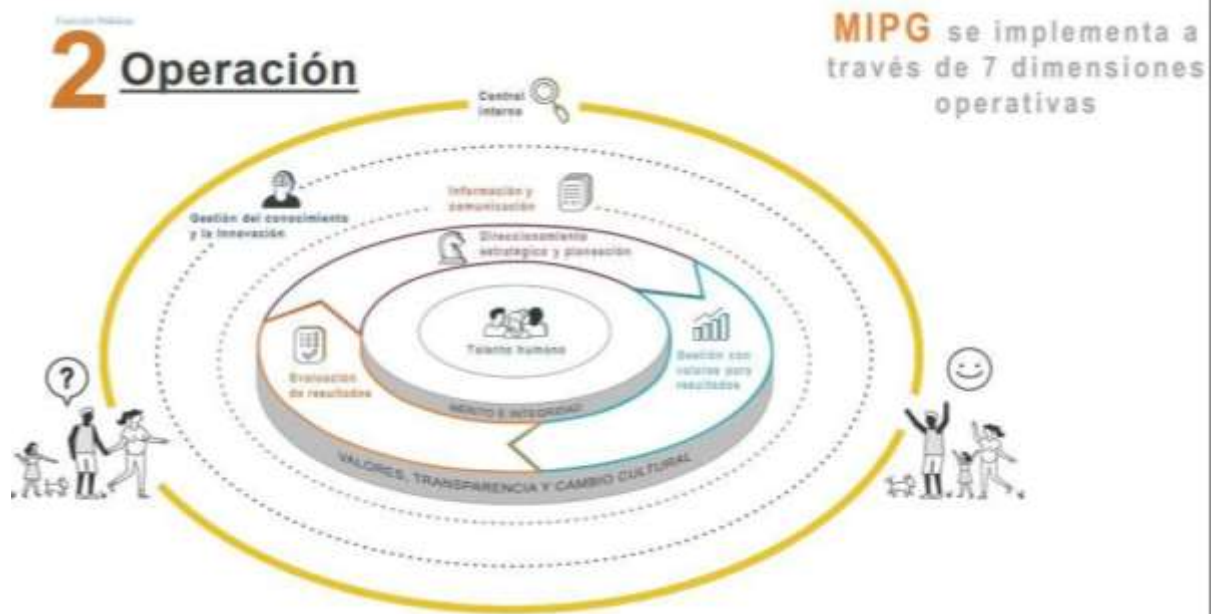 Función Pública
2 Operación
MIPG se implementa a
través de 7 dimensiones
operativas
Control
interno
Gestión del conocimiento
y la innovación
Información y
comunicación
Direccionamiento
estratégico y planeación
Talento humano
Gestión con
valores para
resultados
Evaluación
de resultados
MÉRITO E INTEGRIDAD
VALORES, TRANSPARENCIA Y CAMBIO CULTURAL
?